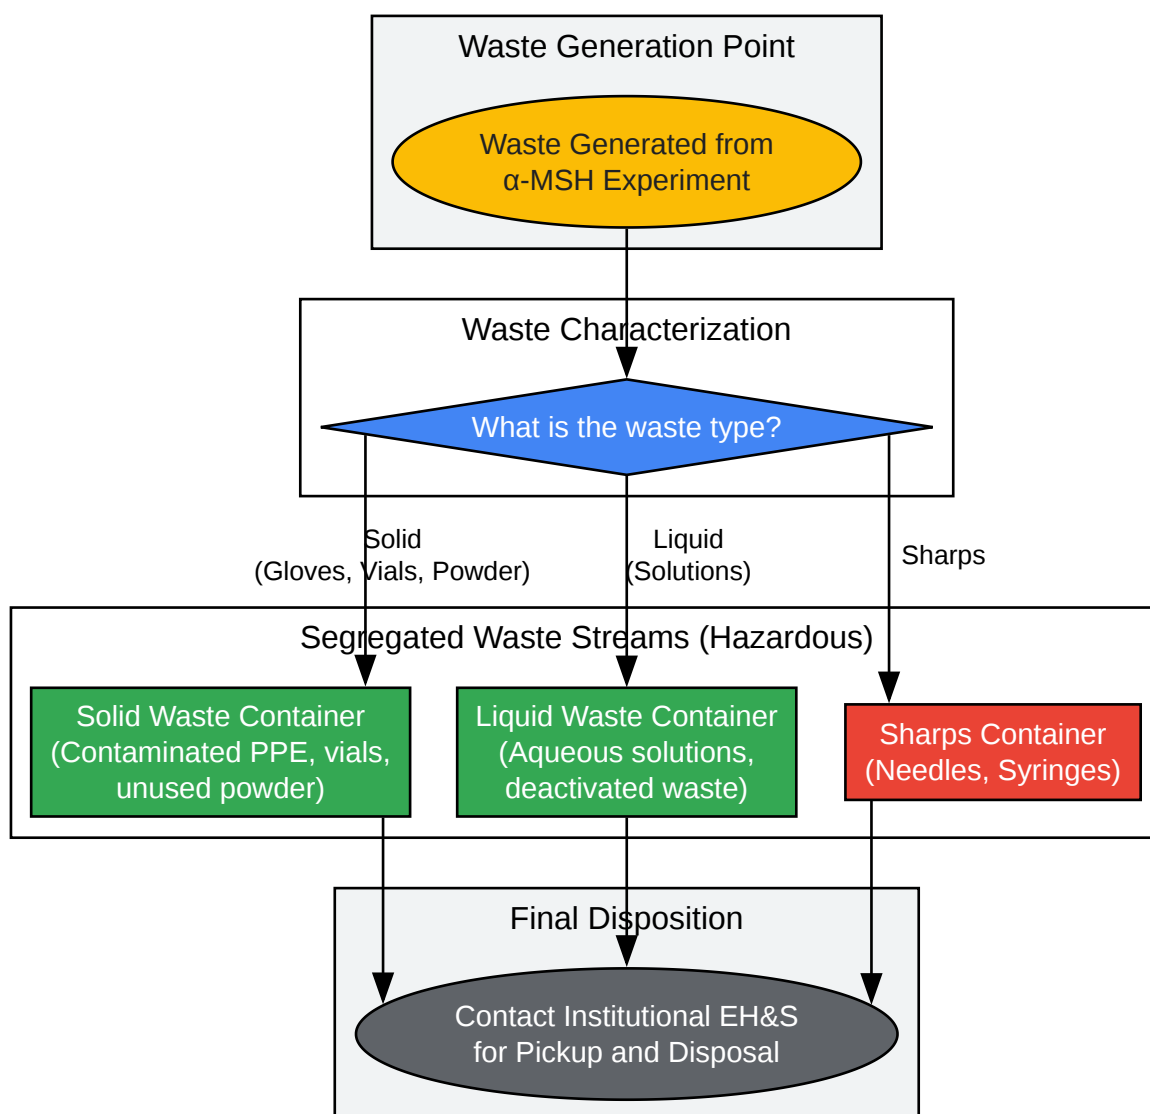 Waste Generation Point
Waste Generated from
α-MSH Experiment
Waste Characterization
What is the waste type?
Solid
(Gloves, Vials, Powder)
Liquid
(Solutions)
Sharps
Segregated Waste Streams (Hazardous)
Solid Waste Container
(Contaminated PPE, vials,
unused powder)
Liquid Waste Container
(Aqueous solutions,
deactivated waste)
Sharps Container
(Needles, Syringes)
Final Disposition
Contact Institutional EH&S
for Pickup and Disposal